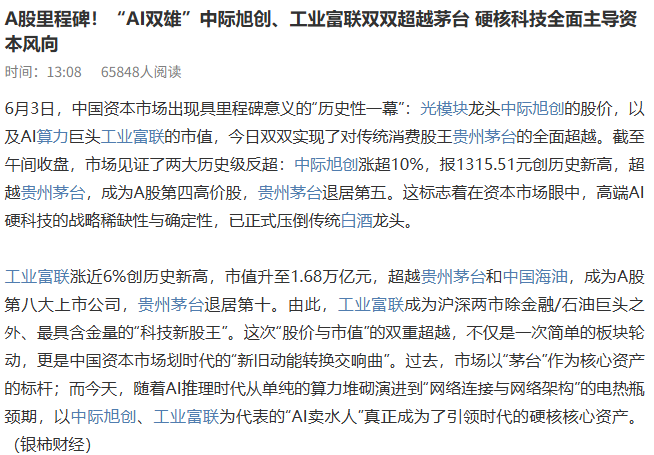 A股里程碑！“AI双雄”中际旭创、工业富联双双超越茅台 硬核科技全面主导资
本风向
时间：13:08 65848人阅读
6月3日，中国资本市场出现具里程碑意义的“历史性一幕”：光模块龙头中际旭创的股价，以
及AI算力巨头工业富联的市值，今日双双实现了对传统消费股王贵州茅台的全面超越。截至
午间收盘，市场见证了两大历史级反超：中际旭创涨超10%，报1315.51元创历史新高，超
越贵州茅台，成为A股第四高价股，贵州茅台退居第五。这标志着在资本市场眼中，高端AI
硬科技的战略稀缺性与确定性，已正式压倒传统白酒龙头。
工业富联涨近6%创历史新高，市值升至1.68万亿元，超越贵州茅台和中国海油，成为A股
第八大上市公司，贵州茅台退居第十。由此，工业富联成为沪深两市除金融/石油巨头之
外、最具含金量的“科技新股王”。这次“股价与市值”的双重超越，不仅是一次简单的板块轮
动，更是中国资本市场划时代的“新旧动能转换交响曲”。过去，市场以“茅台”作为核心资产
的标杆；而今天，随着AI推理时代从单纯的算力堆砌演进到“网络连接与网络架构”的电热瓶
颈期，以中际旭创、工业富联为代表的“AI卖水人”真正成为了引领时代的硬核核心资产。
（银柿财经）